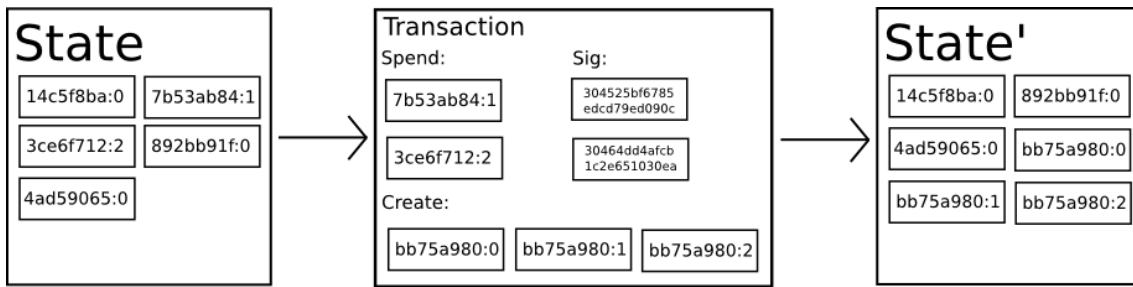 State
14c5f8ba:0 7b53ab84:1
3ce6f712:2 892bb91f:0
4ad59065:0
Transaction
Spend: Sig:
7b53ab84:1
304525bf6785
edcd79ed090c
3ce6f712:2
30464dd4afcb
1c2e651030ea
Create:
bb75a980:0 bb75a980:1 bb75a980:2
State'
14c5f8ba:0 892bb91f:0
4ad59065:0 bb75a980:0
bb75a980:1 bb75a980:2